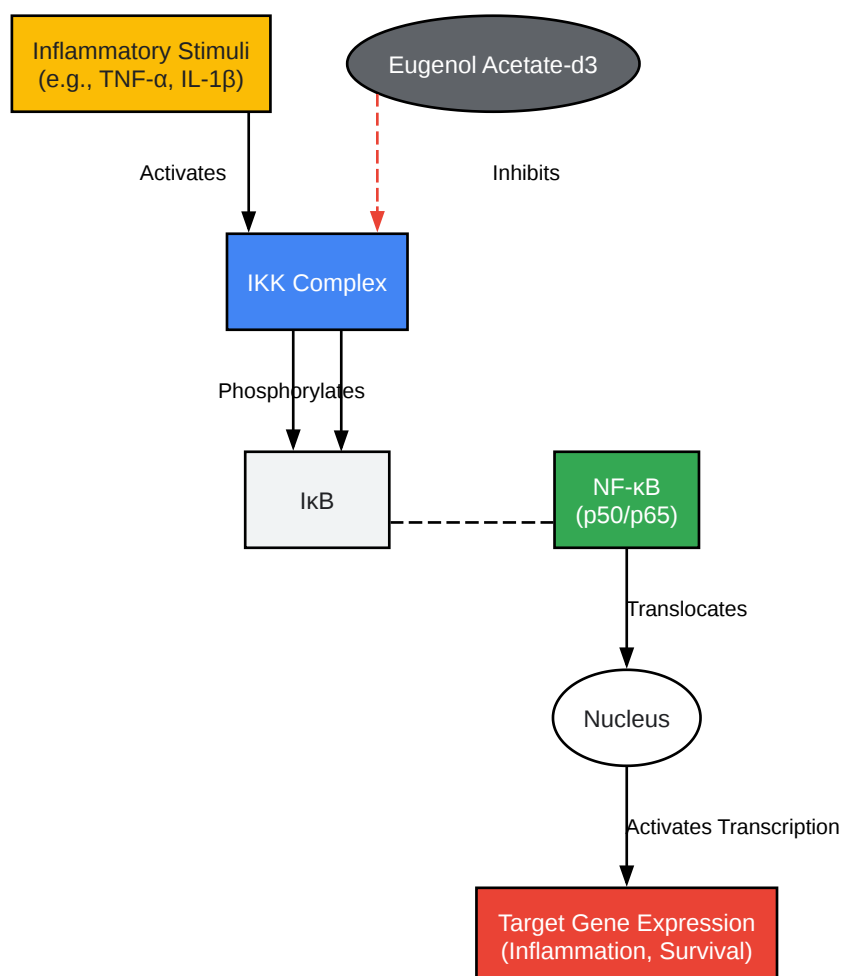 Inflammatory Stimuli
(e.g., TNF-α, IL-1β)
Eugenol Acetate-d3
Activates
Inhibits
IKK Complex
Phosphorylates
IκB
NF-κB
(p50/p65)
Translocates
Nucleus
Activates Transcription
Target Gene Expression
(Inflammation, Survival)